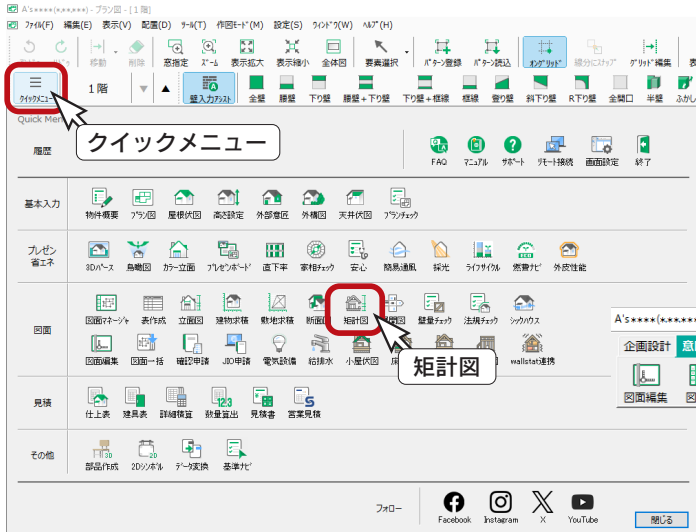 A's****(*,**,**) - プラン図 - [1 階]
ファイル(F) 編集(E) 表示(V) 配置(D) ツール(T) 作図モード(M) 設定(S) ウィンドウ(W) ヘルプ(H)
移動 削除 窓指定 ズーム 表示拡大 表示縮小 全体図 要素選択 パターン登録 パターン読込 オングリッド 線分にスナップ グリッド編集 表
クイックメニュー 1 階 壁入力アシスト 全壁 腰壁 下り壁 腰壁+下り壁 下り壁+框線 框線 登り壁 斜下り壁 R下り壁 全開口 半壁 ふかし
Quick Men
クイックメニュー
履歴 FAQ マニュアル サポート リモート接続 画面設定 終了
基本入力 物件概要 プラン図 屋根伏図 高さ設定 外部意匠 外構図 天井伏図 プランチェック
プレゼン
省エネ
3Dパース 鳥瞰図 カラー立面 プレゼンボード 直下率 家相チェック 安心 簡易通風 採光 ライフサイクル 燃費ナビ 外皮性能
図面
図面マネージャ 表作成 立面図 建物求積 敷地求積 断面図 矩計図 展開図 壁量チェック 法規チェック シックハウス
図面編集 図面一括 確認申請 JIO申請 電気設備 給排水 小屋伏図 wallstat連携
矩計図
A's****(*,**,**
企画設計 意
図面編集 図
見積 仕上表 建具表 詳細積算 数量算出 見積書 営業見積
その他 部品作成 2Dシンボル データ変換 基準ナビ
フォロー Facebook Instagram X YouTube 閉じる